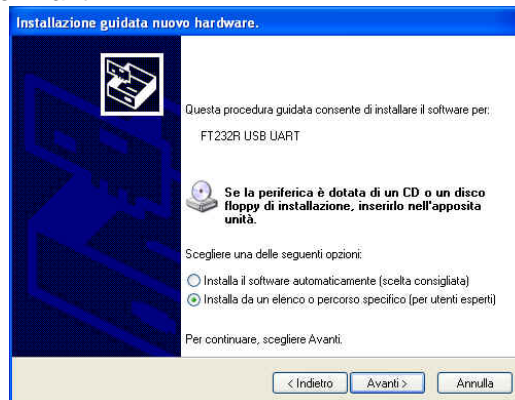 Installazione guidata nuovo hardware.
Questa procedura guidata consente di installare il software per:
FT232R USB UART
Se la periferica è dotata di un CD o un disco
floppy di installazione, inserirlo nell'apposita
unità.
Scegliere una delle seguenti opzioni:
Installa il software automaticamente (scelta consigliata)
Installa da un elenco o percorso specifico (per utenti esperti)
Per continuare, scegliere Avanti.
< Indietro Avanti > Annulla